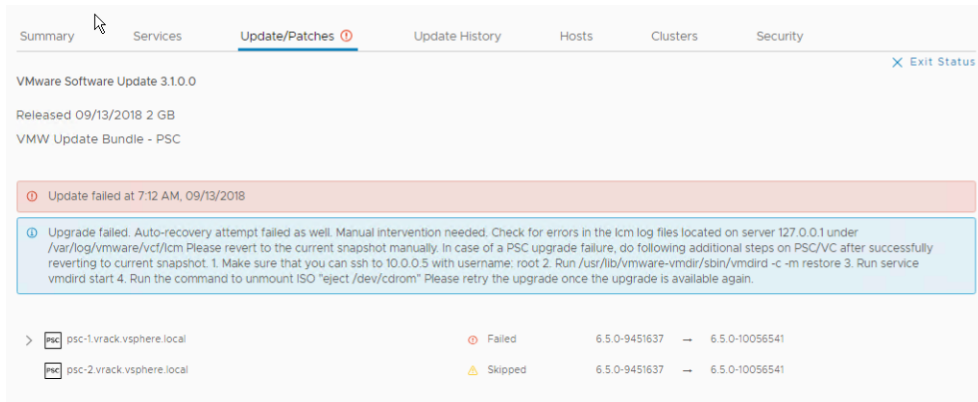 Summary Services Update/Patches Update History Hosts Clusters Security
Exit Status
VMware Software Update 3.1.0.0
Released 09/13/2018 2 GB
VMW Update Bundle - PSC
Update failed at 7:12 AM, 09/13/2018
Upgrade failed. Auto-recovery attempt failed as well. Manual intervention needed. Check for errors in the lcm log files located on server 127.0.0.1 under
/var/log/vmware/vcf/lcm Please revert to the current snapshot manually. In case of a PSC upgrade failure, do following additional steps on PSC/VC after successfully
reverting to current snapshot. 1. Make sure that you can ssh to 10.0.0.5 with username: root 2. Run /usr/lib/vmware-vmdir/sbin/vmdird -c -m restore 3. Run service
vmdird start 4. Run the command to unmount ISO "eject /dev/cdrom" Please retry the upgrade once the upgrade is available again.
PSC psc-1.vrack.vsphere.local Failed 6.5.0-9451637 → 6.5.0-10056541
PSC psc-2.vrack.vsphere.local Skipped 6.5.0-9451637 → 6.5.0-10056541